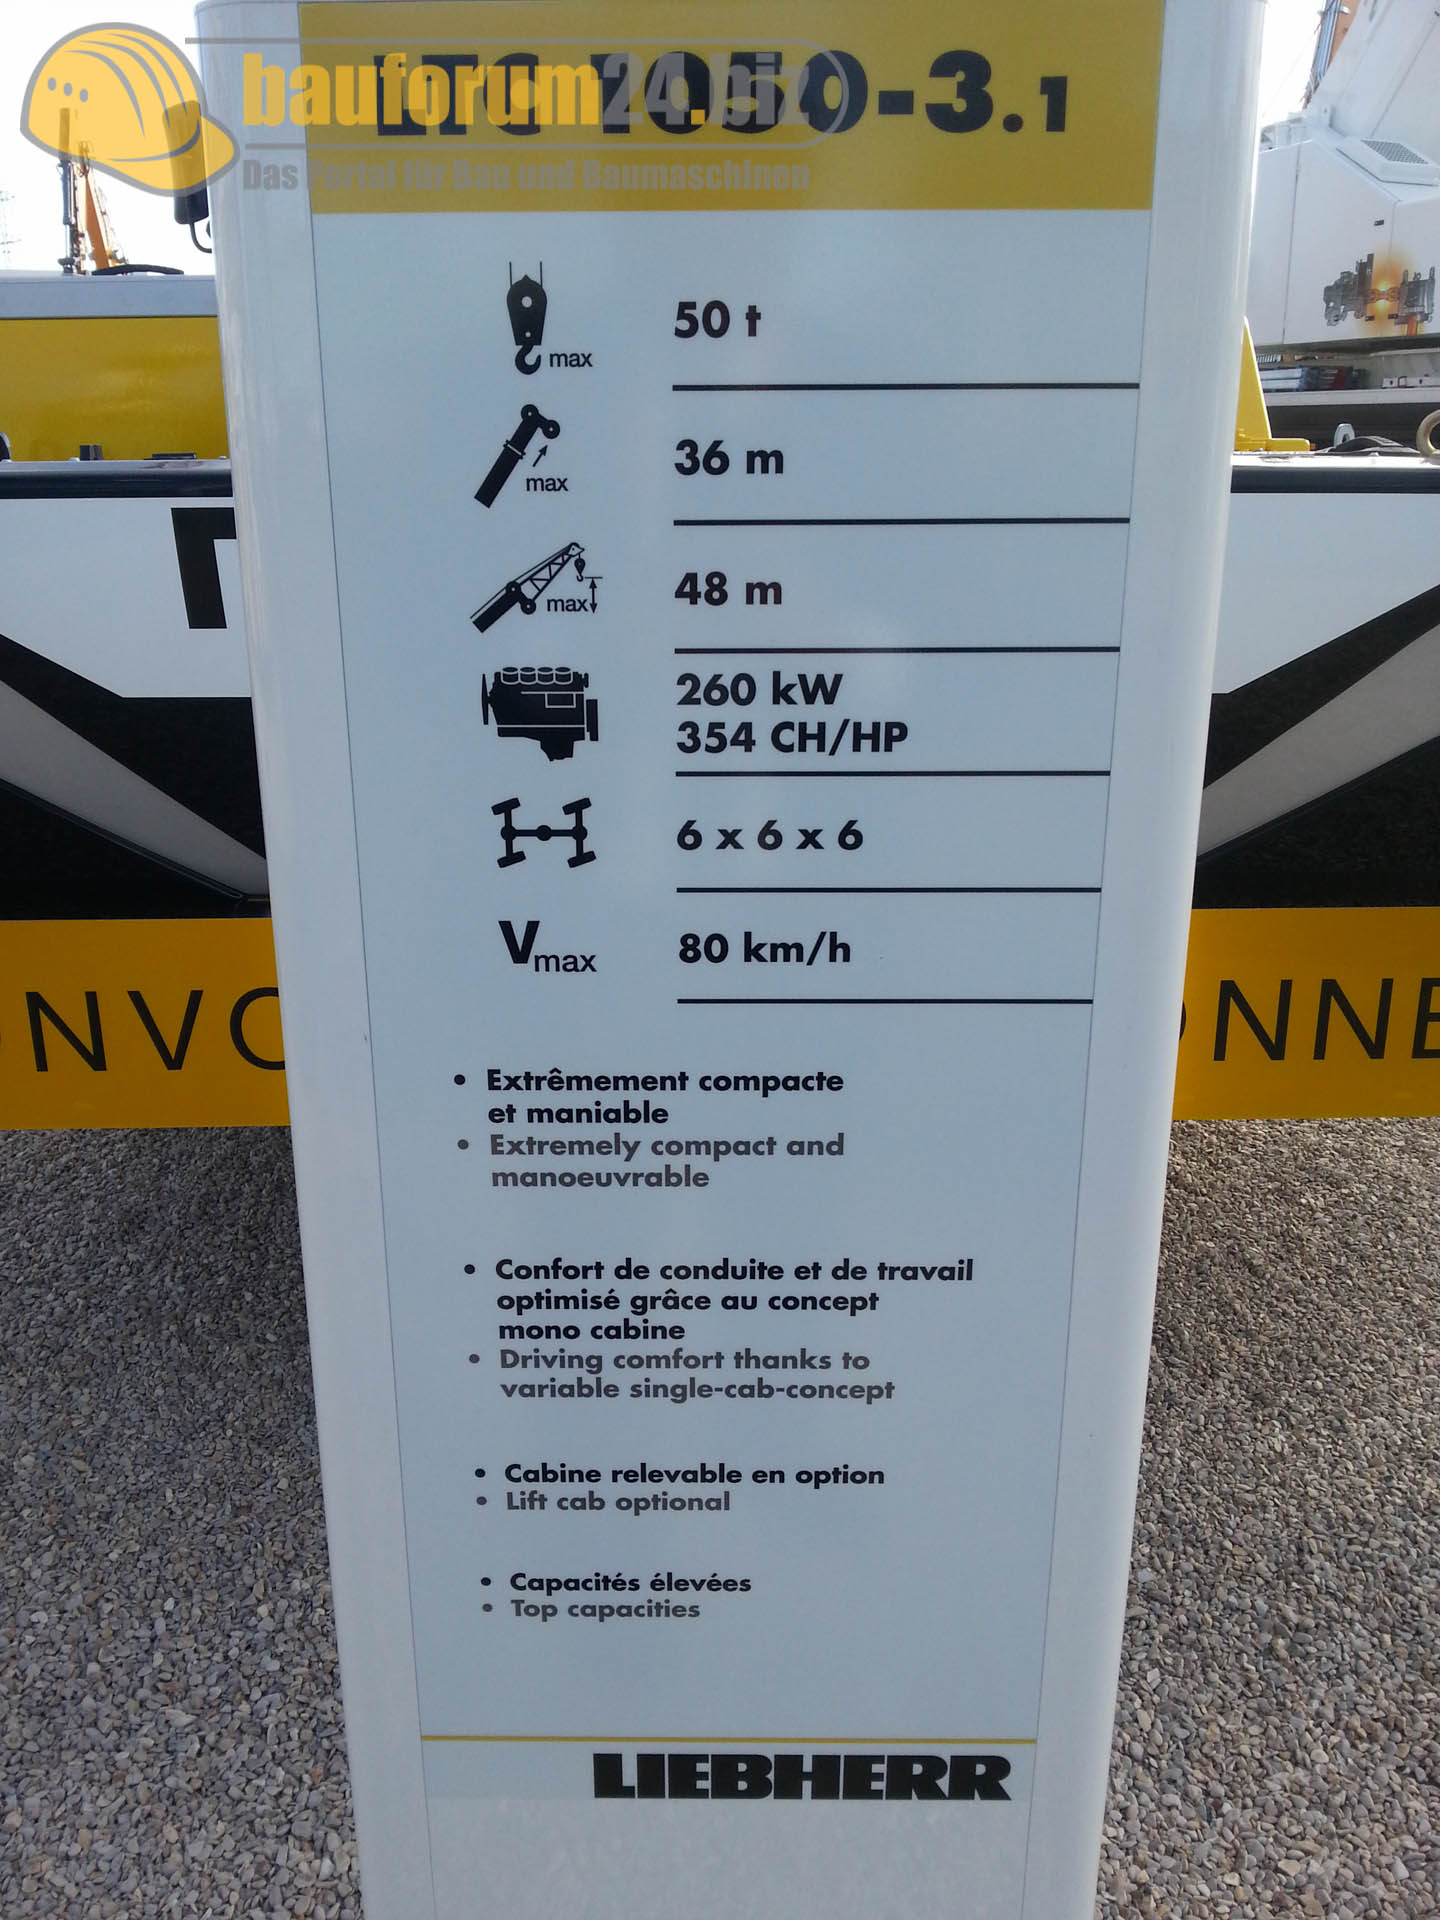 bauforum24.biz
Das Portal für Bau und Baumaschinen
LTC 1050-3.1
max
50 t
max
36 m
max
48 m
260 kW
354 CH/HP
6 x 6 x 6
Vmax
80 km/h
• Extrêmement compacte
et maniable
• Extremely compact and
manoeuvrable
• Confort de conduite et de travail
optimisé grâce au concept
mono cabine
• Driving comfort thanks to
variable single-cab-concept
• Cabine relevable en option
• Lift cab optional
• Capacités élevées
• Top capacities
LIEBHERR